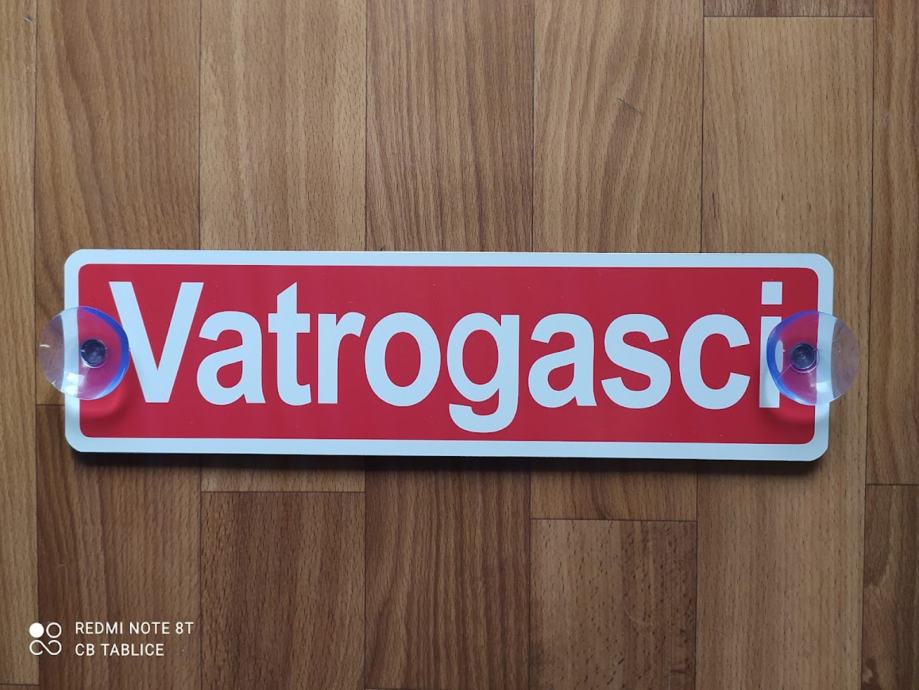 Vatrogasci
REDMI NOTE 8T
CB TABLICE